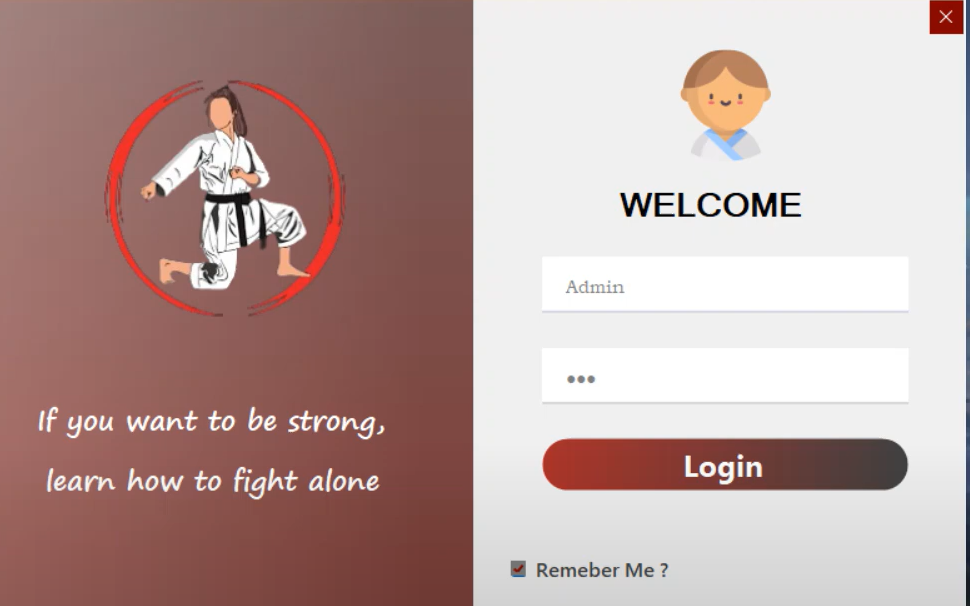 WELCOME
Admin
•••
Login
Remeber Me ?
If you want to be strong,
learn how to fight alone